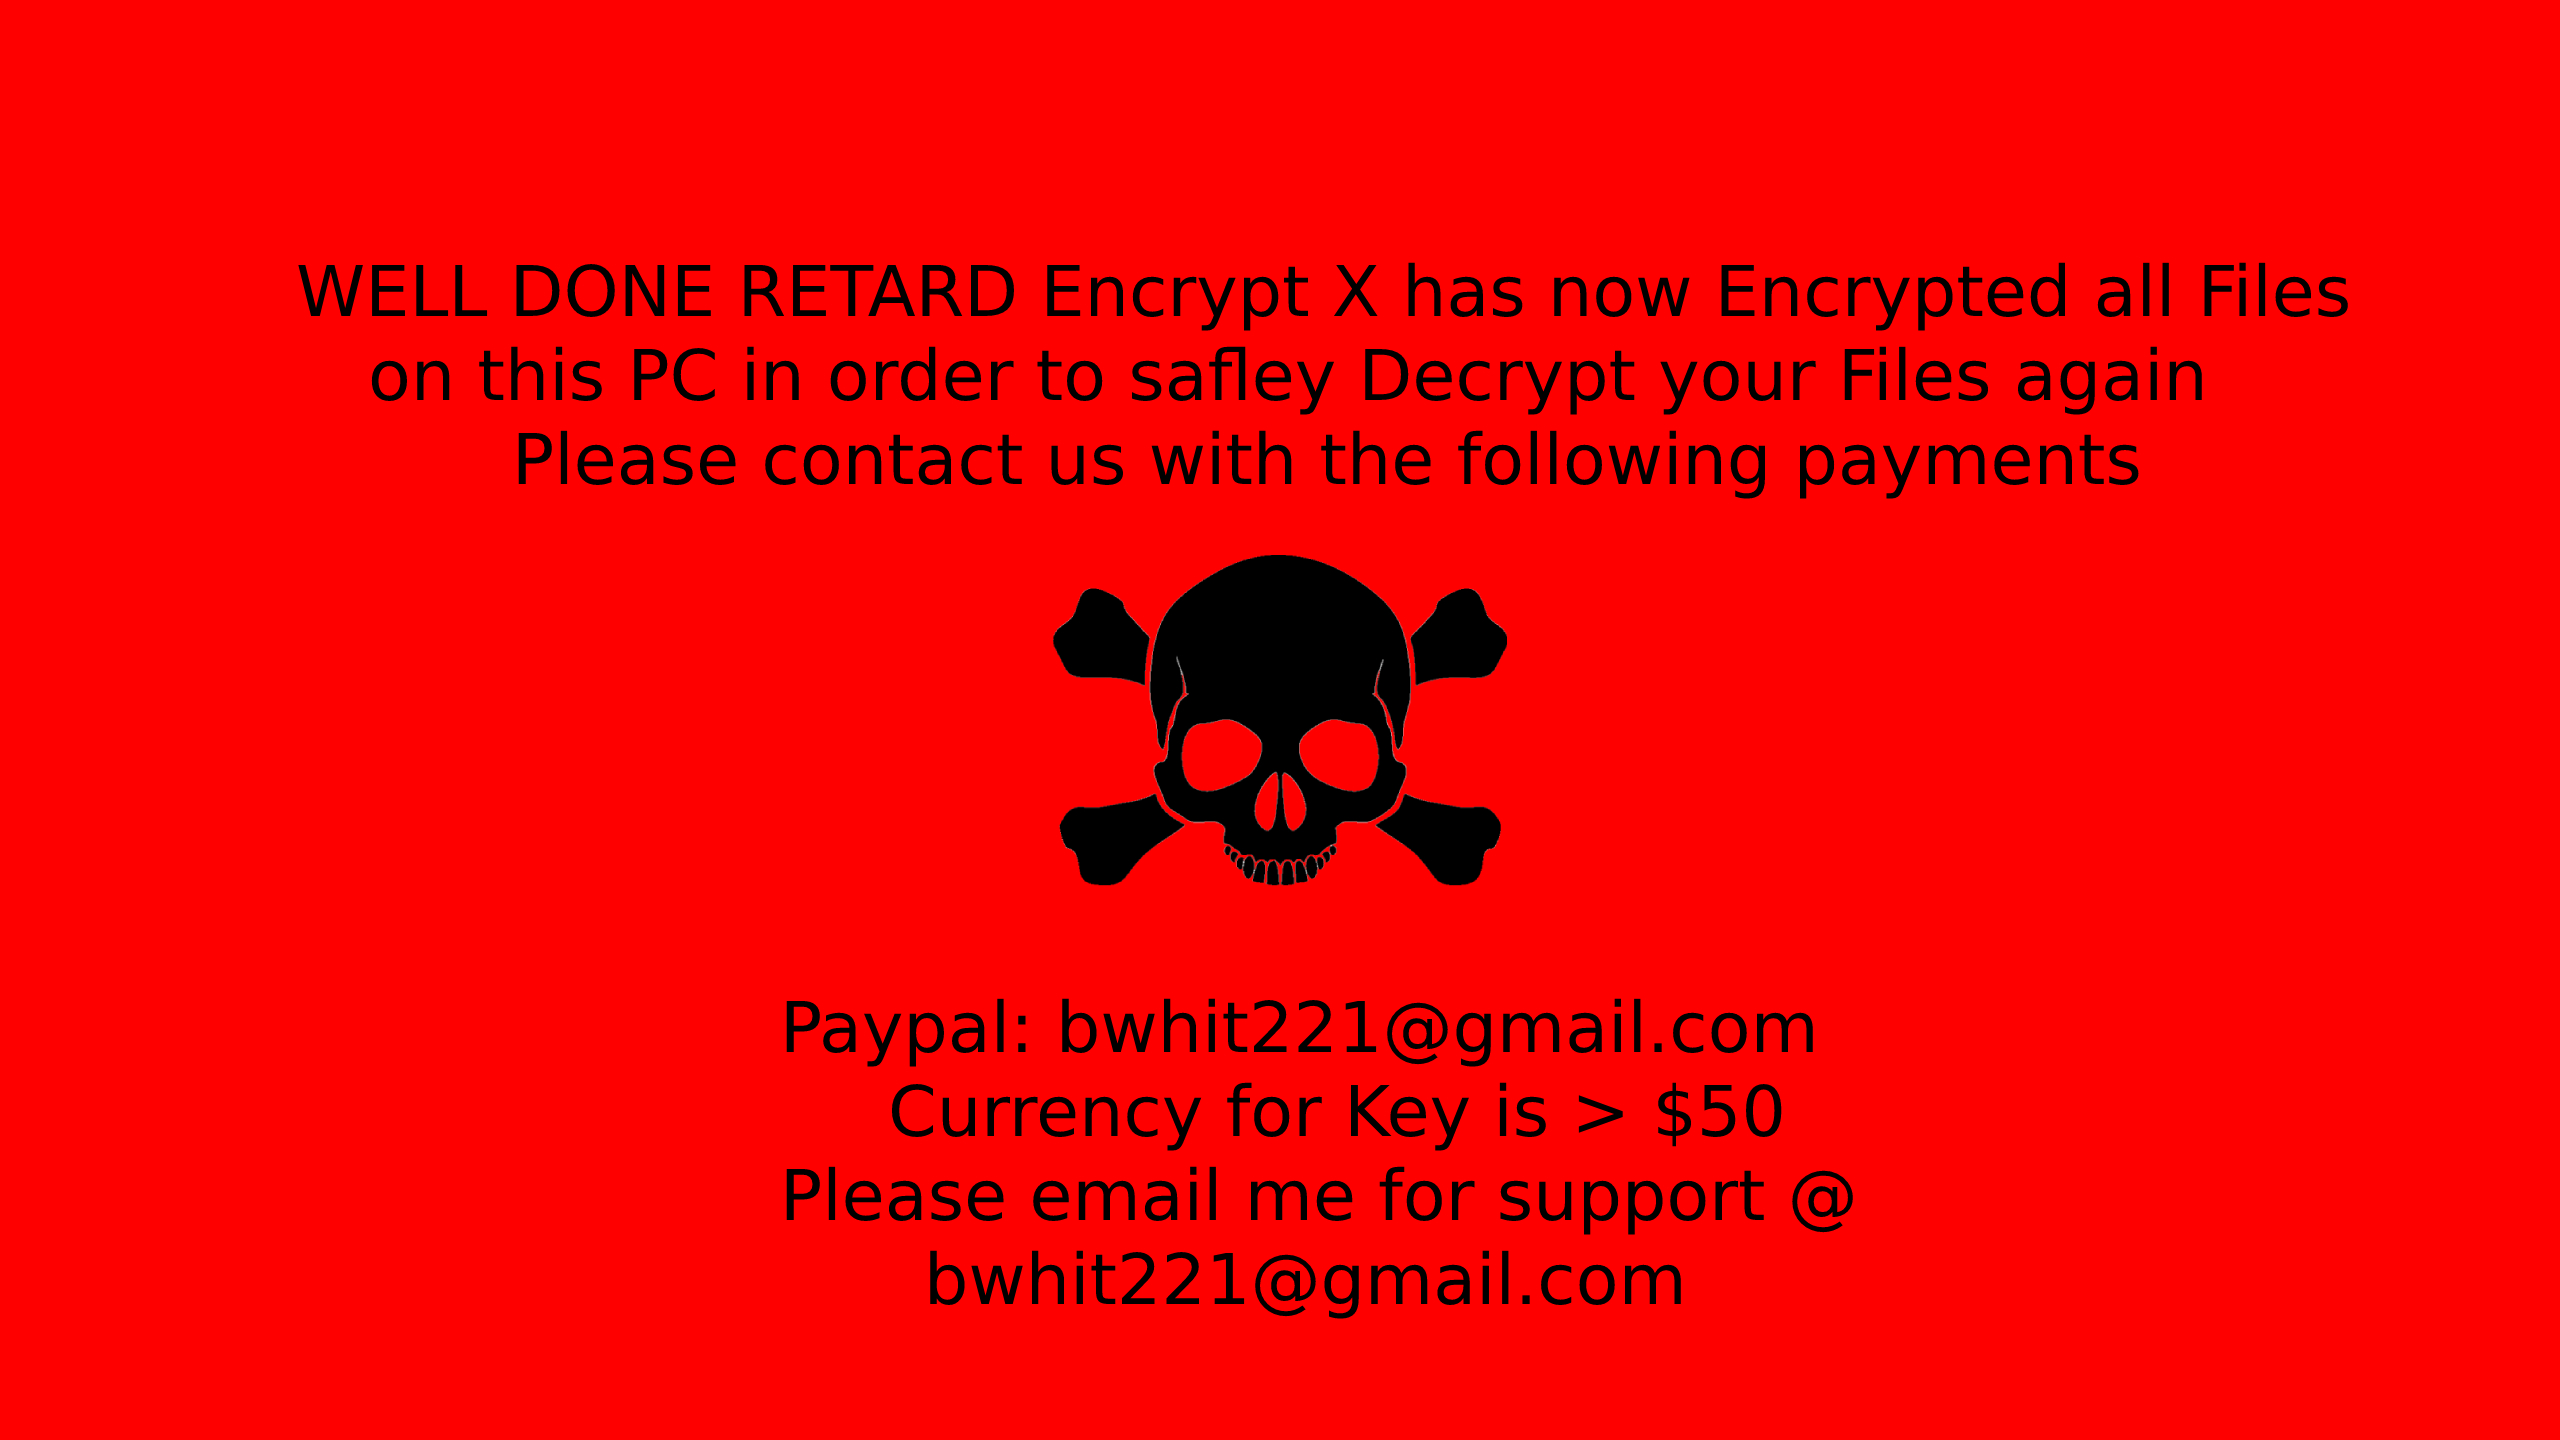 WELL DONE RETARD Encrypt X has now Encrypted all Files
on this PC in order to safley Decrypt your Files again
Please contact us with the following payments
Paypal: bwhit221@gmail.com
Currency for Key is > $50
Please email me for support @
bwhit221@gmail.com